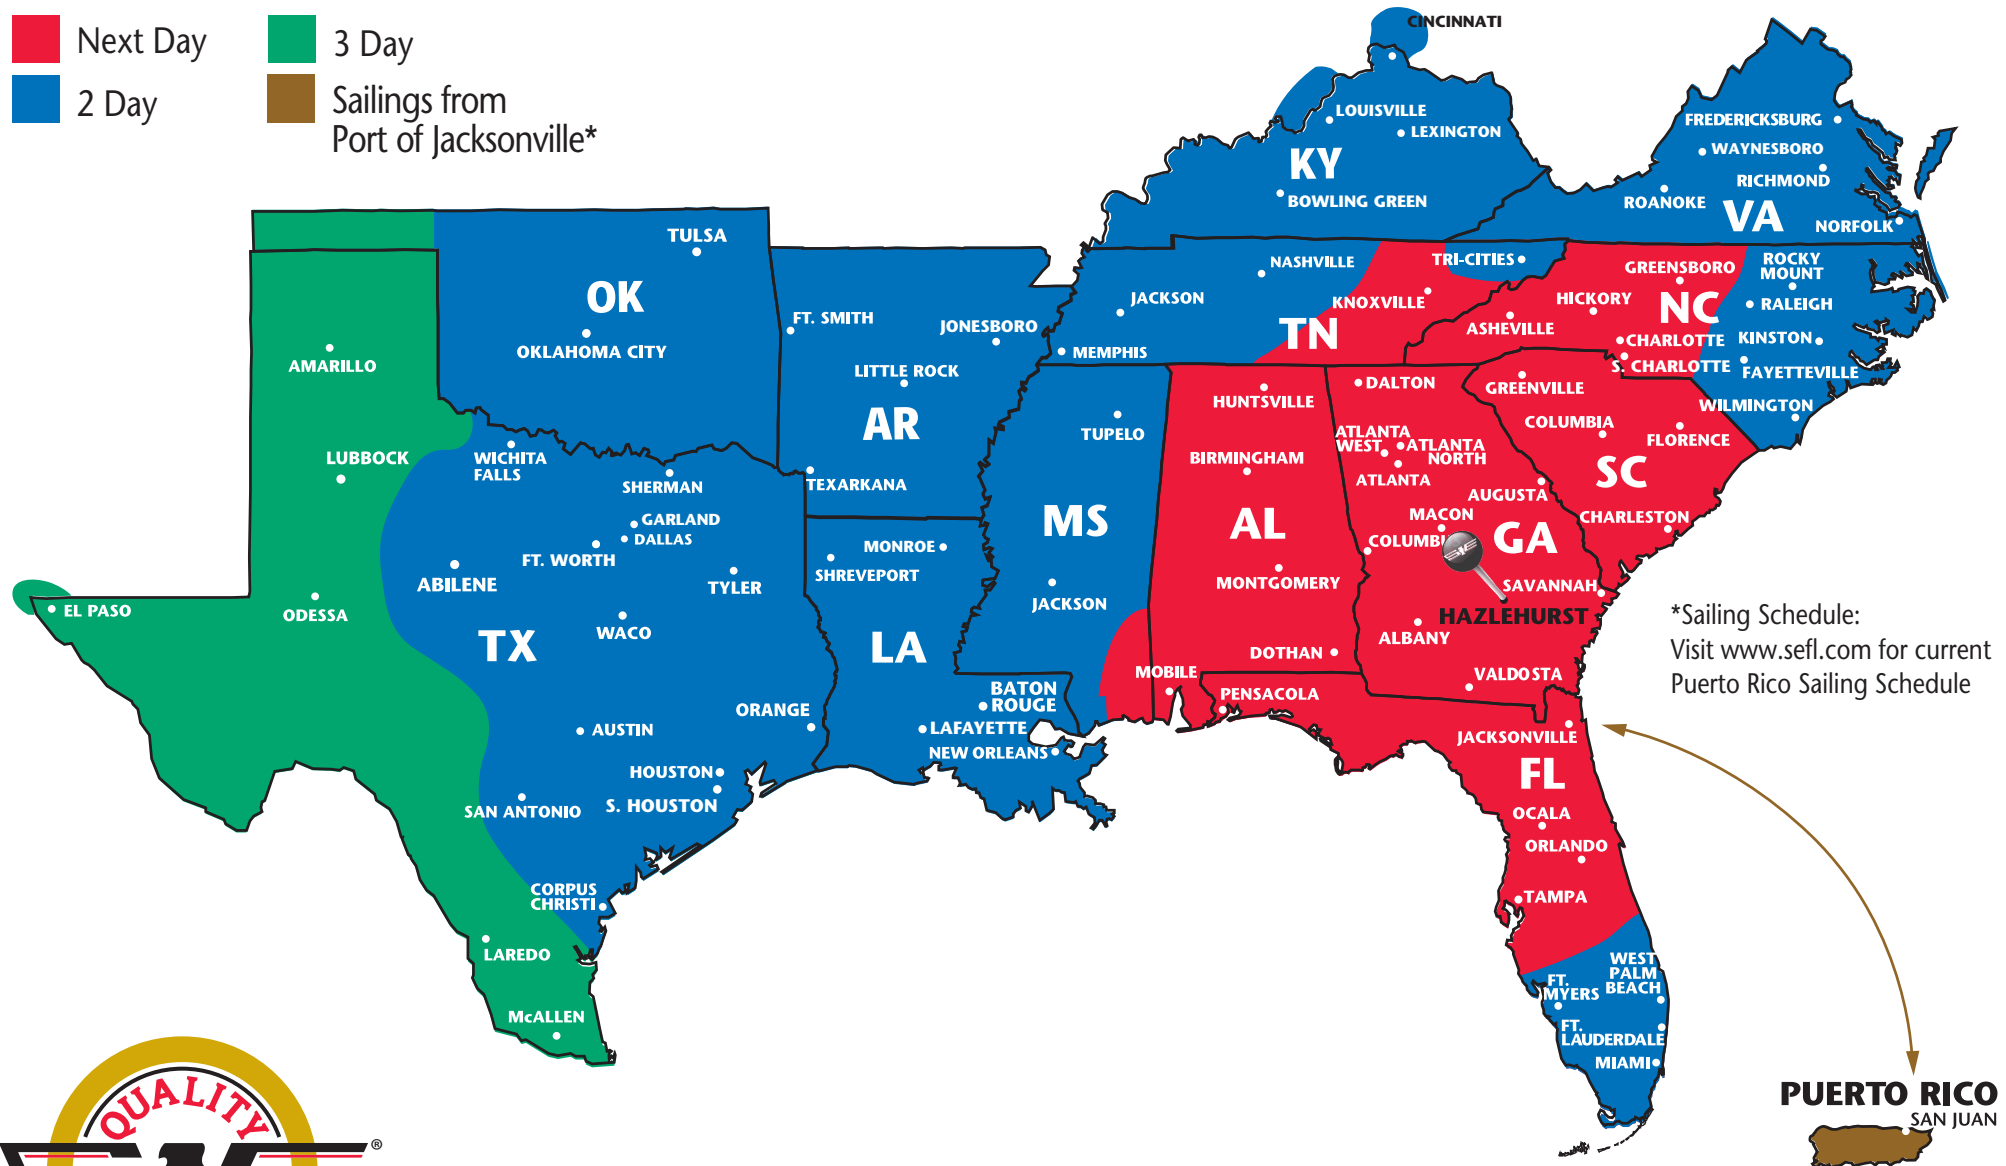 Next Day
2 Day
3 Day
Sailings from
Port of Jacksonville*
CINCINNATI
LOUISVILLE
LEXINGTON
KY
BOWLING GREEN
FREDERICKSBURG
WAYNESBORO
RICHMOND
ROANOKE
VA
NORFOLK
TULSA
OK
OKLAHOMA CITY
FT. SMITH
JONESBORO
LITTLE ROCK
AR
TEXARKANA
NASHVILLE
JACKSON
MEMPHIS
TRI-CITIES
KNOXVILLE
TN
GREENSBORO
HICKORY
NC
ASHEVILLE
CHARLOTTE
S. CHARLOTTE
ROCKY
MOUNT
RALEIGH
KINSTON
FAYETTEVILLE
WILMINGTON
AMARILLO
LUBBOCK
WICHITA
FALLS
SHERMAN
GARLAND
DALLAS
FT. WORTH
ABILENE
TYLER
EL PASO
ODESSA
WACO
TX
AUSTIN
ORANGE
HOUSTON
S. HOUSTON
SAN ANTONIO
CORPUS
CHRISTI
LAREDO
McALLEN
MONROE
SHREVEPORT
LA
BATON
ROUGE
LAFAYETTE
NEW ORLEANS
TUPELO
MS
JACKSON
HUNTSVILLE
BIRMINGHAM
AL
MONTGOMERY
DOTHAN
MOBILE
DALTON
ATLANTA
WEST
ATLANTA
NORTH
ATLANTA
AUGUSTA
MACON
COLUMB
GA
SAVANNAH
HAZLEHURST
ALBANY
VALDOSTA
GREENVILLE
COLUMBIA
FLORENCE
SC
CHARLESTON
PENSACOLA
JACKSONVILLE
FL
OCALA
ORLANDO
TAMPA
WEST
PALM
BEACH
FT.
MYERS
FT.
LAUDERDALE
MIAMI
*Sailing Schedule:
Visit www.sefl.com for current
Puerto Rico Sailing Schedule
PUERTO RICO
SAN JUAN
QUALITY
®